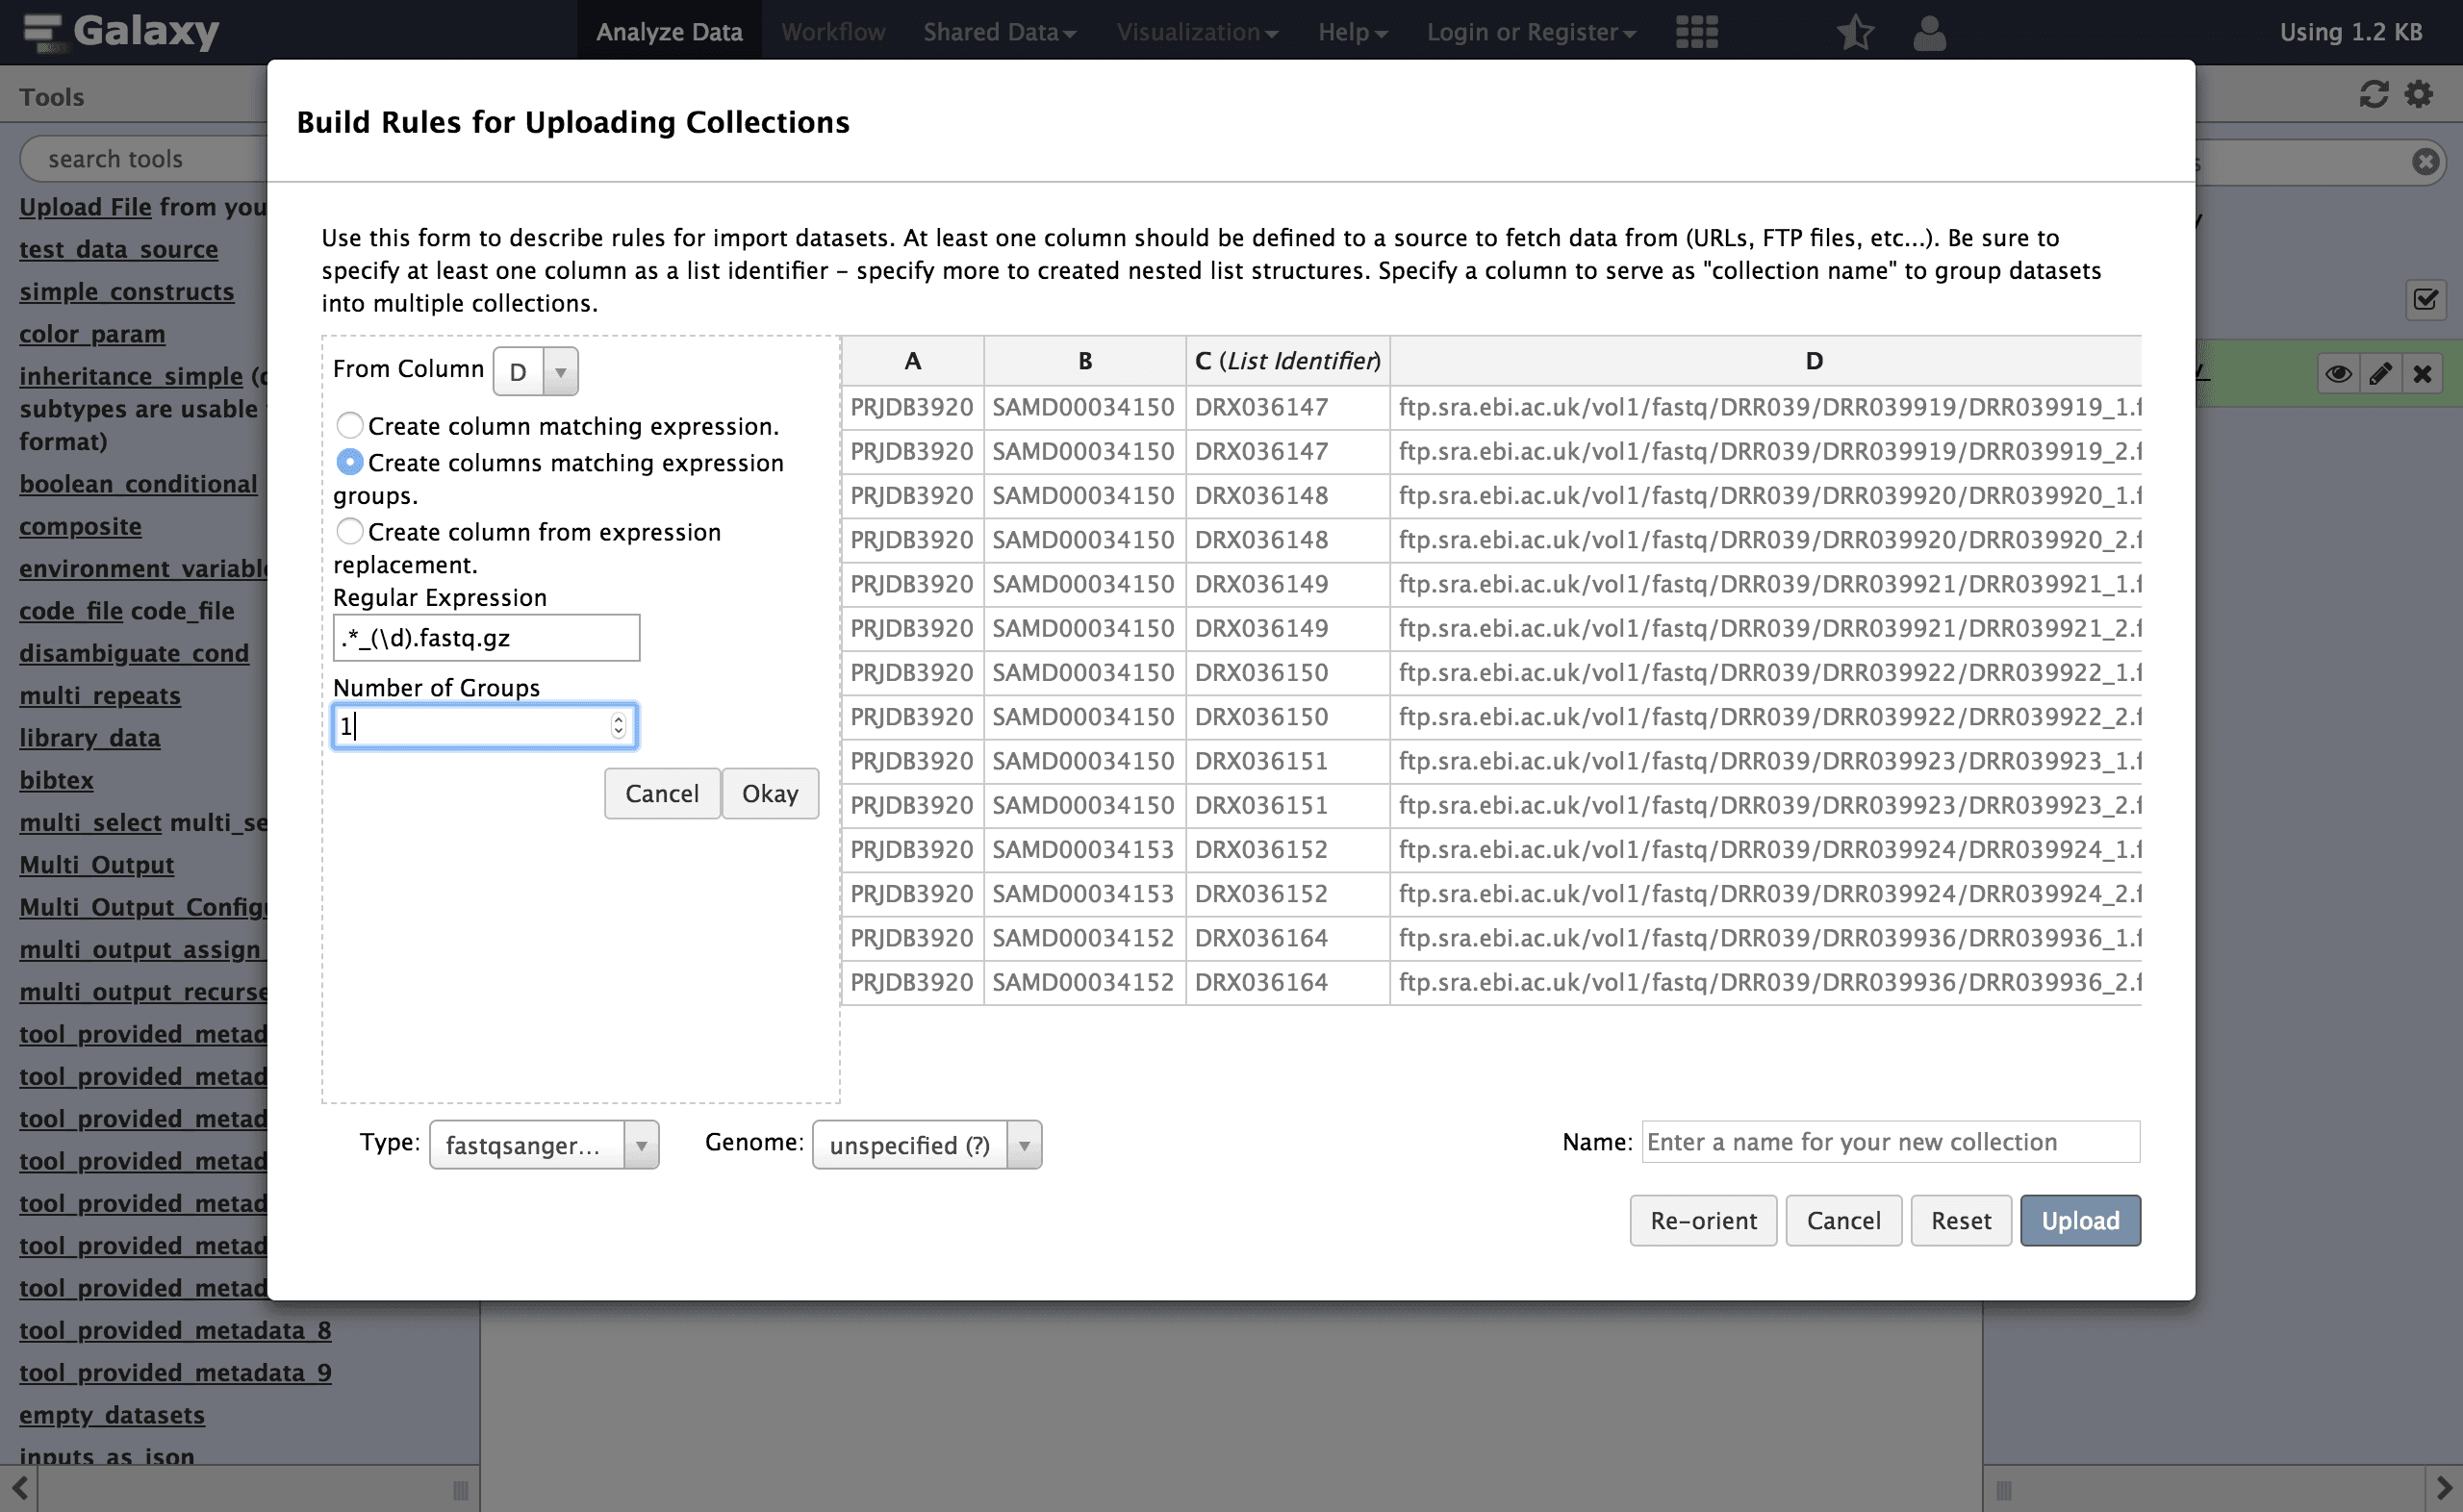 Galaxy
Analyze Data
Workflow
Shared Data
Visualization
Help
Login or Register
Using 1.2 KB
Tools
search tools
Upload File from you
test_data_source
simple_constructs
color_param
inheritance_simple (
subtypes are usable
format)
boolean_conditional
composite
environment_variabl
code_file code_file
disambiguate_cond
multi_repeats
library_data
bibtex
multi_select multi_se
Multi_Output
Multi_Output_Config
multi_output_assign_
multi_output_recurse
tool_provided_metad
tool_provided_metad
tool_provided_metad
tool_provided_metad
tool_provided_metad
tool_provided_metad
tool_provided_metad
tool_provided_metadata_8
tool_provided_metadata_9
empty_datasets
inputs_as_json
Build Rules for Uploading Collections
Use this form to describe rules for import datasets. At least one column should be defined to a source to fetch data from (URLs, FTP files, etc...). Be sure to
specify at least one column as a list identifier – specify more to created nested list structures. Specify a column to serve as "collection name" to group datasets
into multiple collections.
From Column D
Create column matching expression.
Create columns matching expression
groups.
Create column from expression
replacement.
Regular Expression
.*_(\d).fastq.gz
Number of Groups
1
Cancel Okay
A B C (List Identifier) D
PRJDB3920 SAMD00034150 DRX036147 ftp.sra.ebi.ac.uk/vol1/fastq/DRR039/DRR039919/DRR039919_1.f
PRJDB3920 SAMD00034150 DRX036147 ftp.sra.ebi.ac.uk/vol1/fastq/DRR039/DRR039919/DRR039919_2.f
PRJDB3920 SAMD00034150 DRX036148 ftp.sra.ebi.ac.uk/vol1/fastq/DRR039/DRR039920/DRR039920_1.f
PRJDB3920 SAMD00034150 DRX036148 ftp.sra.ebi.ac.uk/vol1/fastq/DRR039/DRR039920/DRR039920_2.f
PRJDB3920 SAMD00034150 DRX036149 ftp.sra.ebi.ac.uk/vol1/fastq/DRR039/DRR039921/DRR039921_1.f
PRJDB3920 SAMD00034150 DRX036149 ftp.sra.ebi.ac.uk/vol1/fastq/DRR039/DRR039921/DRR039921_2.f
PRJDB3920 SAMD00034150 DRX036150 ftp.sra.ebi.ac.uk/vol1/fastq/DRR039/DRR039922/DRR039922_1.f
PRJDB3920 SAMD00034150 DRX036150 ftp.sra.ebi.ac.uk/vol1/fastq/DRR039/DRR039922/DRR039922_2.f
PRJDB3920 SAMD00034150 DRX036151 ftp.sra.ebi.ac.uk/vol1/fastq/DRR039/DRR039923/DRR039923_1.f
PRJDB3920 SAMD00034150 DRX036151 ftp.sra.ebi.ac.uk/vol1/fastq/DRR039/DRR039923/DRR039923_2.f
PRJDB3920 SAMD00034153 DRX036152 ftp.sra.ebi.ac.uk/vol1/fastq/DRR039/DRR039924/DRR039924_1.f
PRJDB3920 SAMD00034153 DRX036152 ftp.sra.ebi.ac.uk/vol1/fastq/DRR039/DRR039924/DRR039924_2.f
PRJDB3920 SAMD00034152 DRX036164 ftp.sra.ebi.ac.uk/vol1/fastq/DRR039/DRR039936/DRR039936_1.f
PRJDB3920 SAMD00034152 DRX036164 ftp.sra.ebi.ac.uk/vol1/fastq/DRR039/DRR039936/DRR039936_2.f
Type: fastqsanger... Genome: unspecified (?) Name: Enter a name for your new collection
Re-orient Cancel Reset Upload